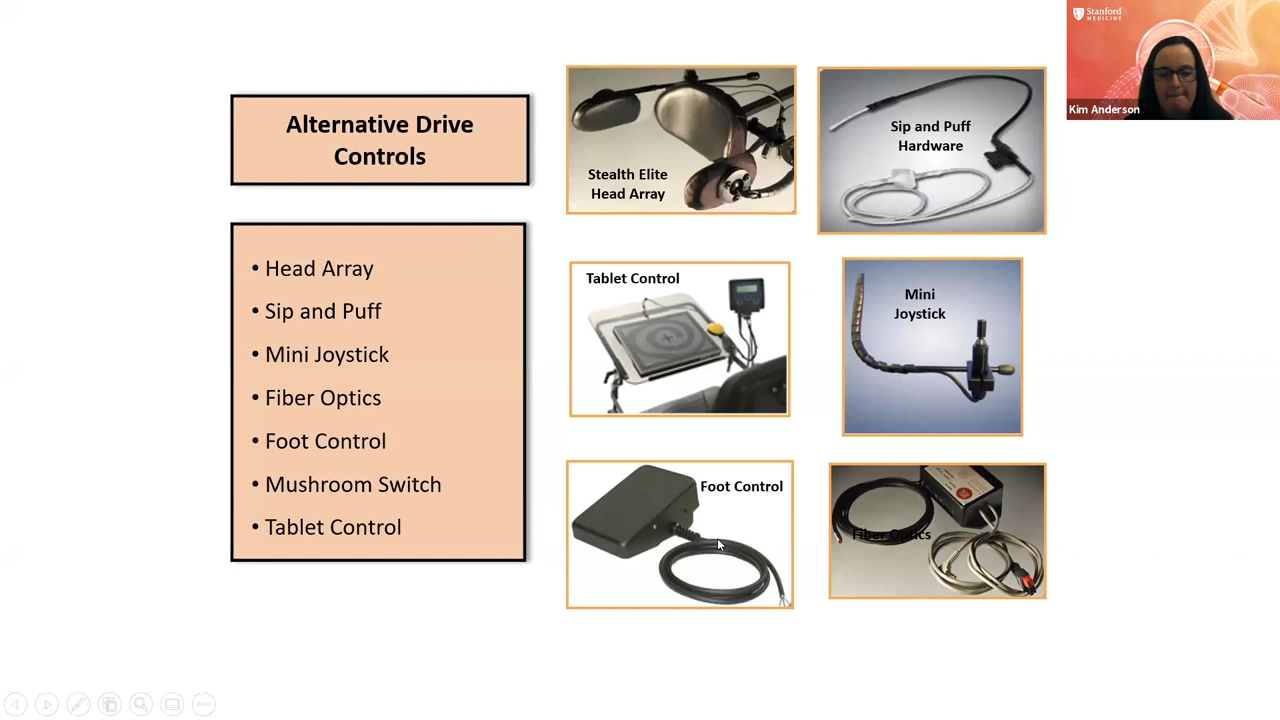 Stanford
MEDICINE
Kim Anderson
Alternative Drive
Controls
• Head Array
• Sip and Puff
• Mini Joystick
• Fiber Optics
• Foot Control
• Mushroom Switch
• Tablet Control
Stealth Elite
Head Array
Sip and Puff
Hardware
Tablet Control
Mini
Joystick
Foot Control
Fiber Optics